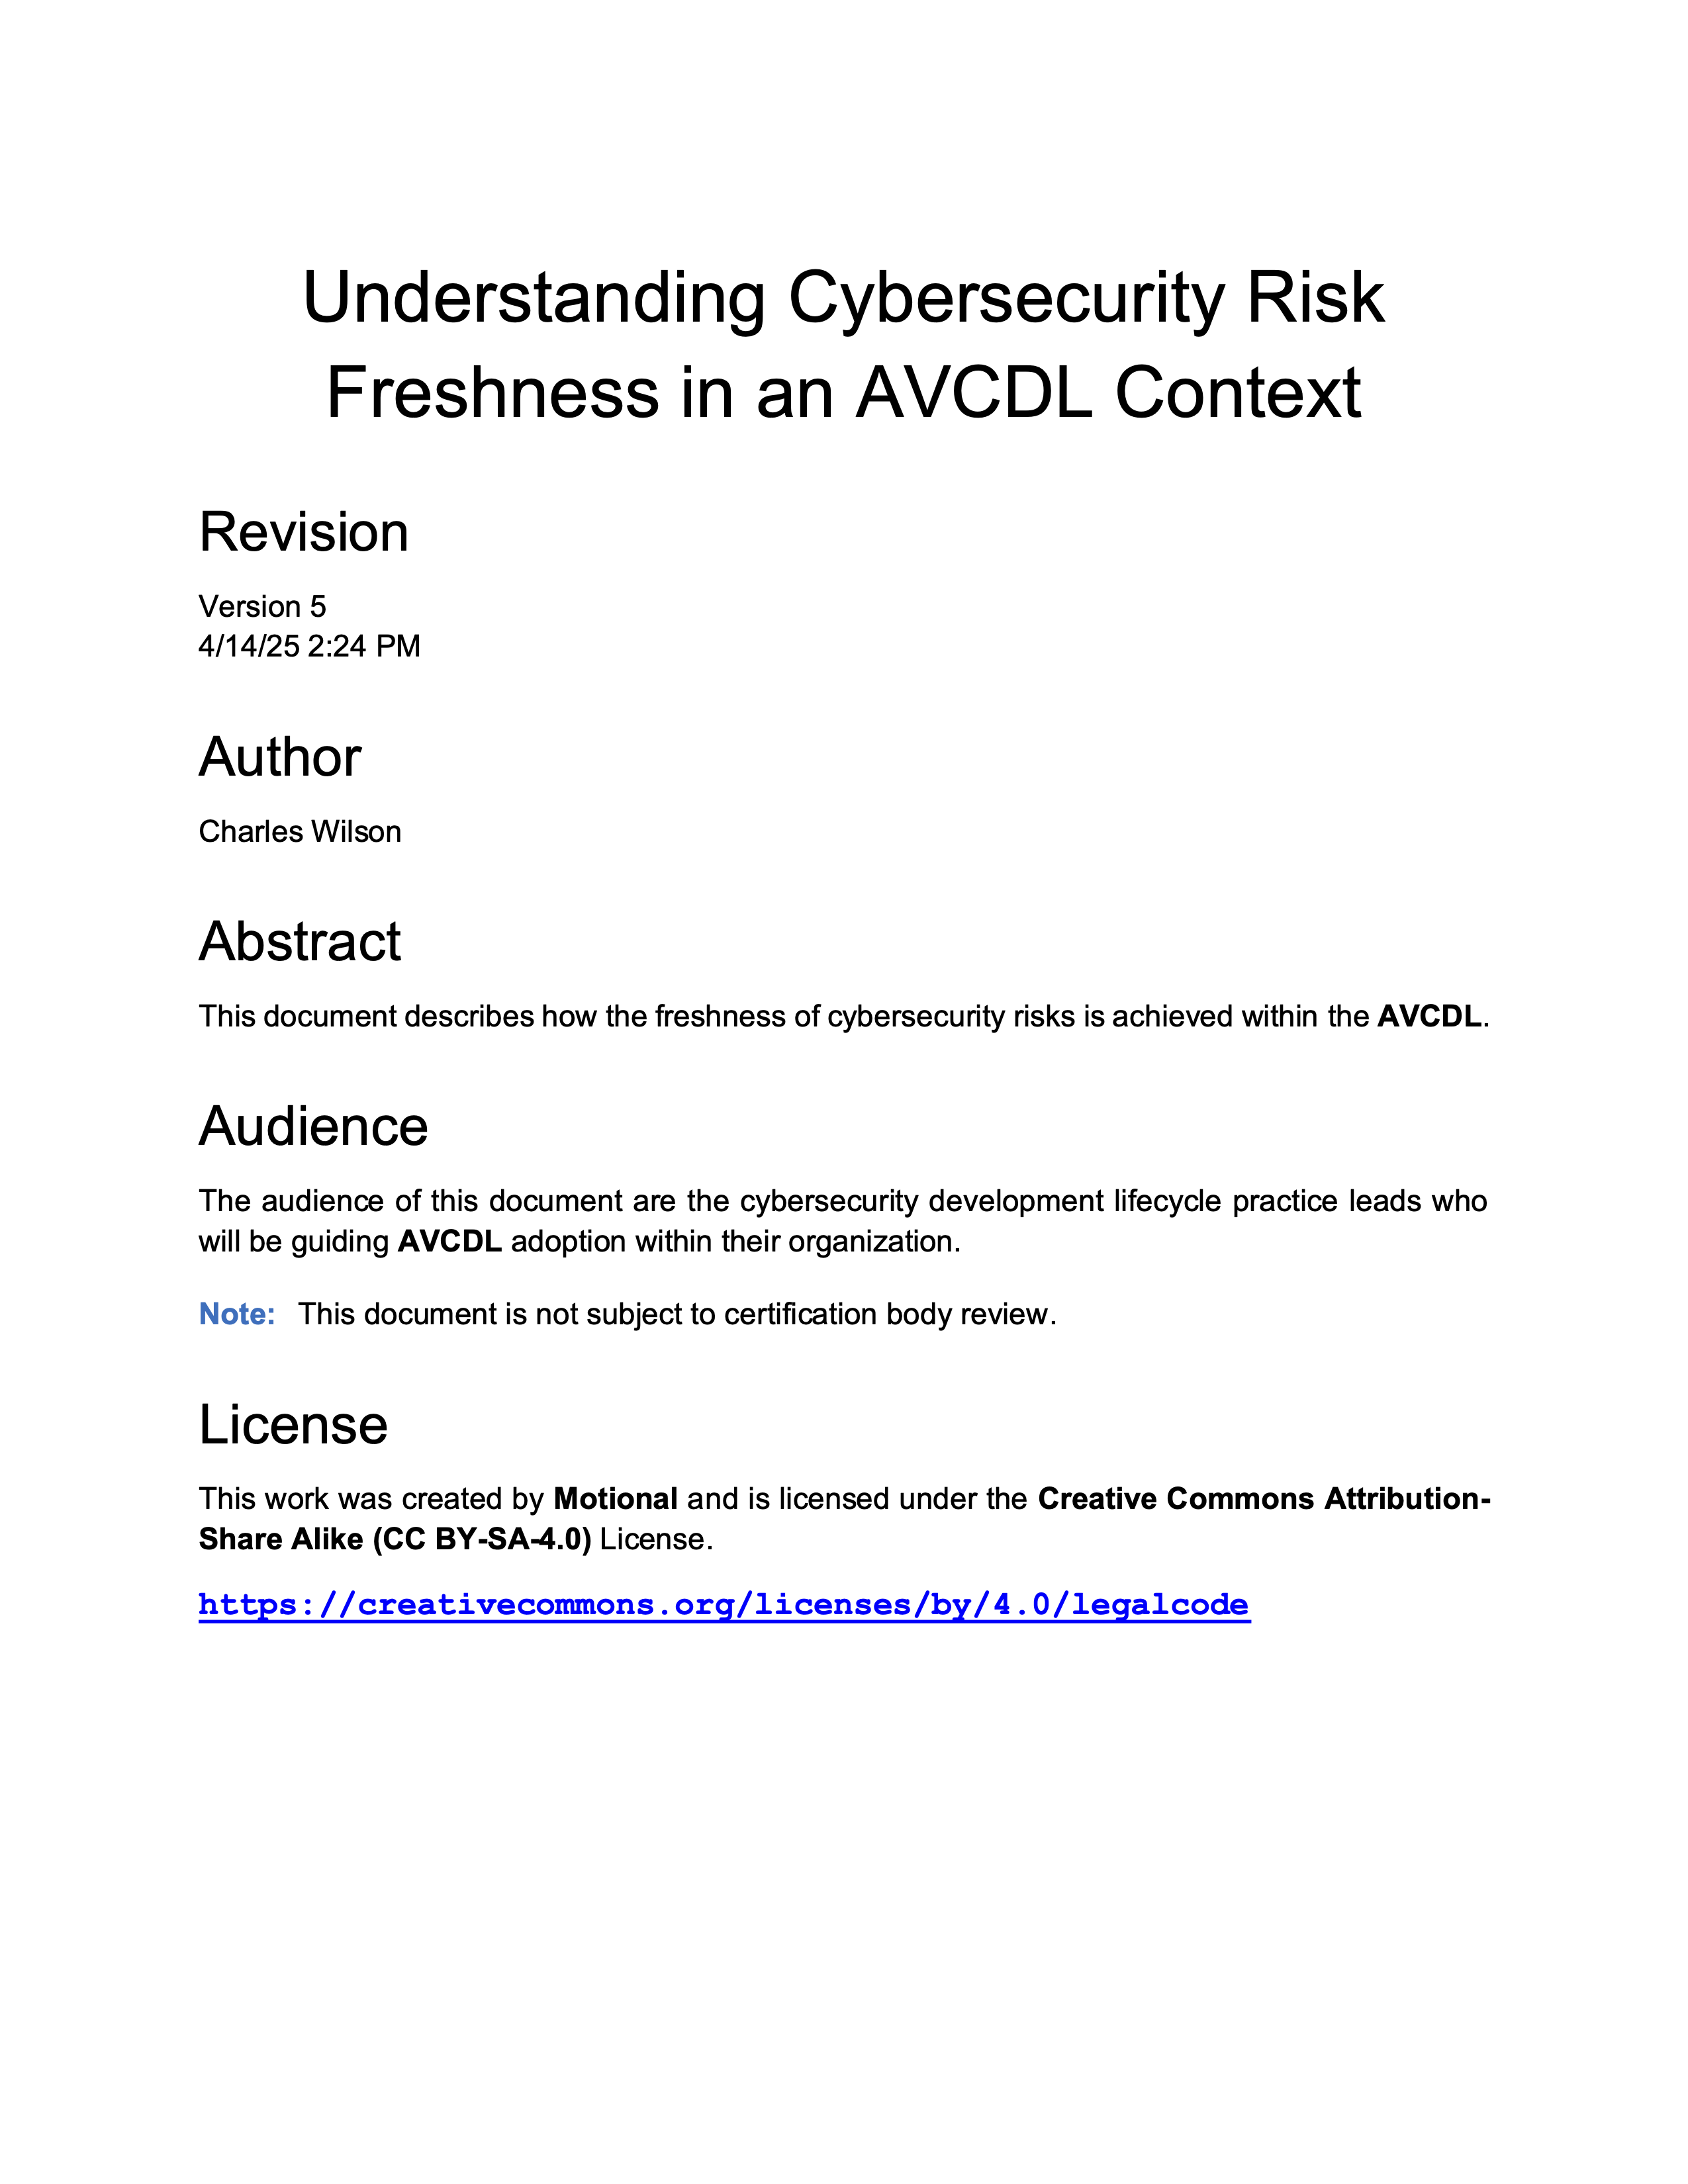 Understanding Cybersecurity Risk
Freshness in an AVCDL Context
Revision
Version 5
4/14/25 2:24 PM
Author
Charles Wilson
Abstract
This document describes how the freshness of cybersecurity risks is achieved within the AVCDL.
Audience
The audience of this document are the cybersecurity development lifecycle practice leads who
will be guiding AVCDL adoption within their organization.
Note: This document is not subject to certification body review.
License
This work was created by Motional and is licensed under the Creative Commons Attribution-
Share Alike (CC BY-SA-4.0) License.
https://creativecommons.org/licenses/by/4.0/legalcode